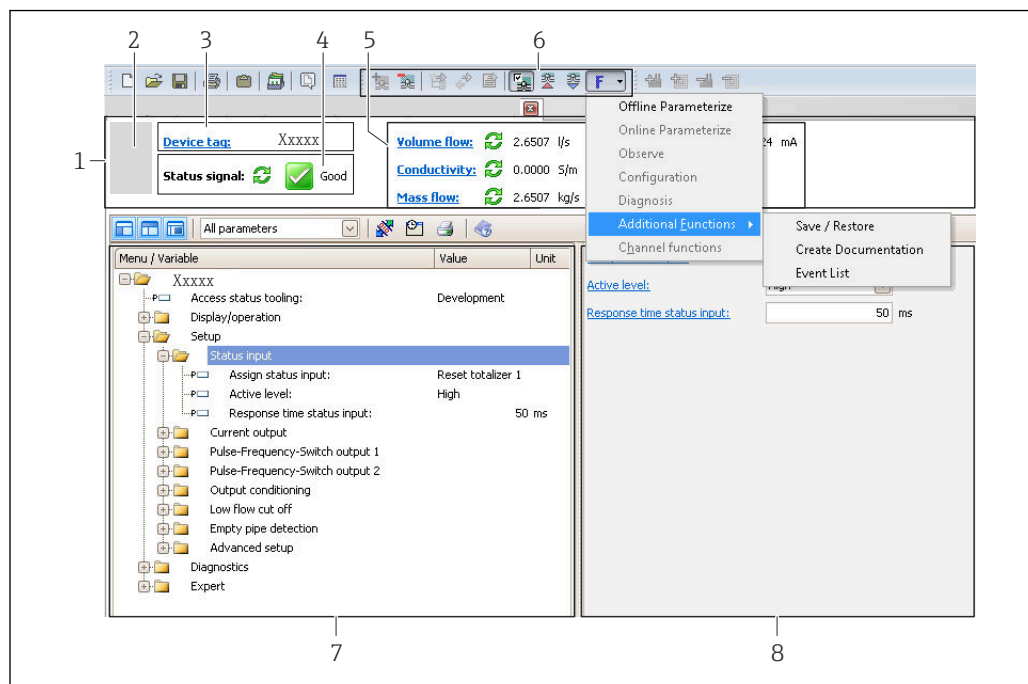 2 3 4 5 6
F
Offline Parameterize
Online Parameterize
Observe
Configuration
Diagnosis
Additional Functions
Channel functions
Save / Restore
Create Documentation
Event List
1
Device tag: Xxxxx
Status signal: Good
Volume flow: 2.6507 l/s
Conductivity: 0.0000 S/m
Mass flow: 2.6507 kg/s
24 mA
All parameters
Menu / Variable Value Unit
Xxxxx
Access status tooling: Development
Display/operation
Setup
Status input
Assign status input: Reset totalizer 1
Active level: High
Response time status input: 50 ms
Current output
Pulse-Frequency-Switch output 1
Pulse-Frequency-Switch output 2
Output conditioning
Low flow cut off
Empty pipe detection
Advanced setup
Diagnostics
Expert
Active level: High
Response time status input: 50 ms
7 8